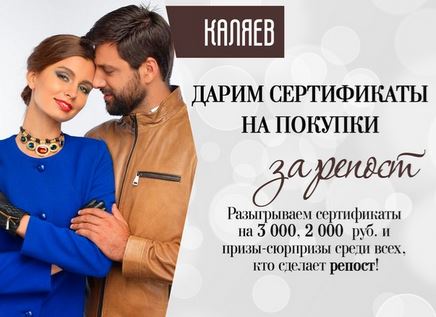 КАЛЯЕВ
ДАРИМ СЕРТИФИКАТЫ
НА ПОКУПКИ
за репост
Разыгрываем сертификаты
на 3 000, 2 000 руб. и
призы-сюрпризы среди всех,
кто сделает репост!